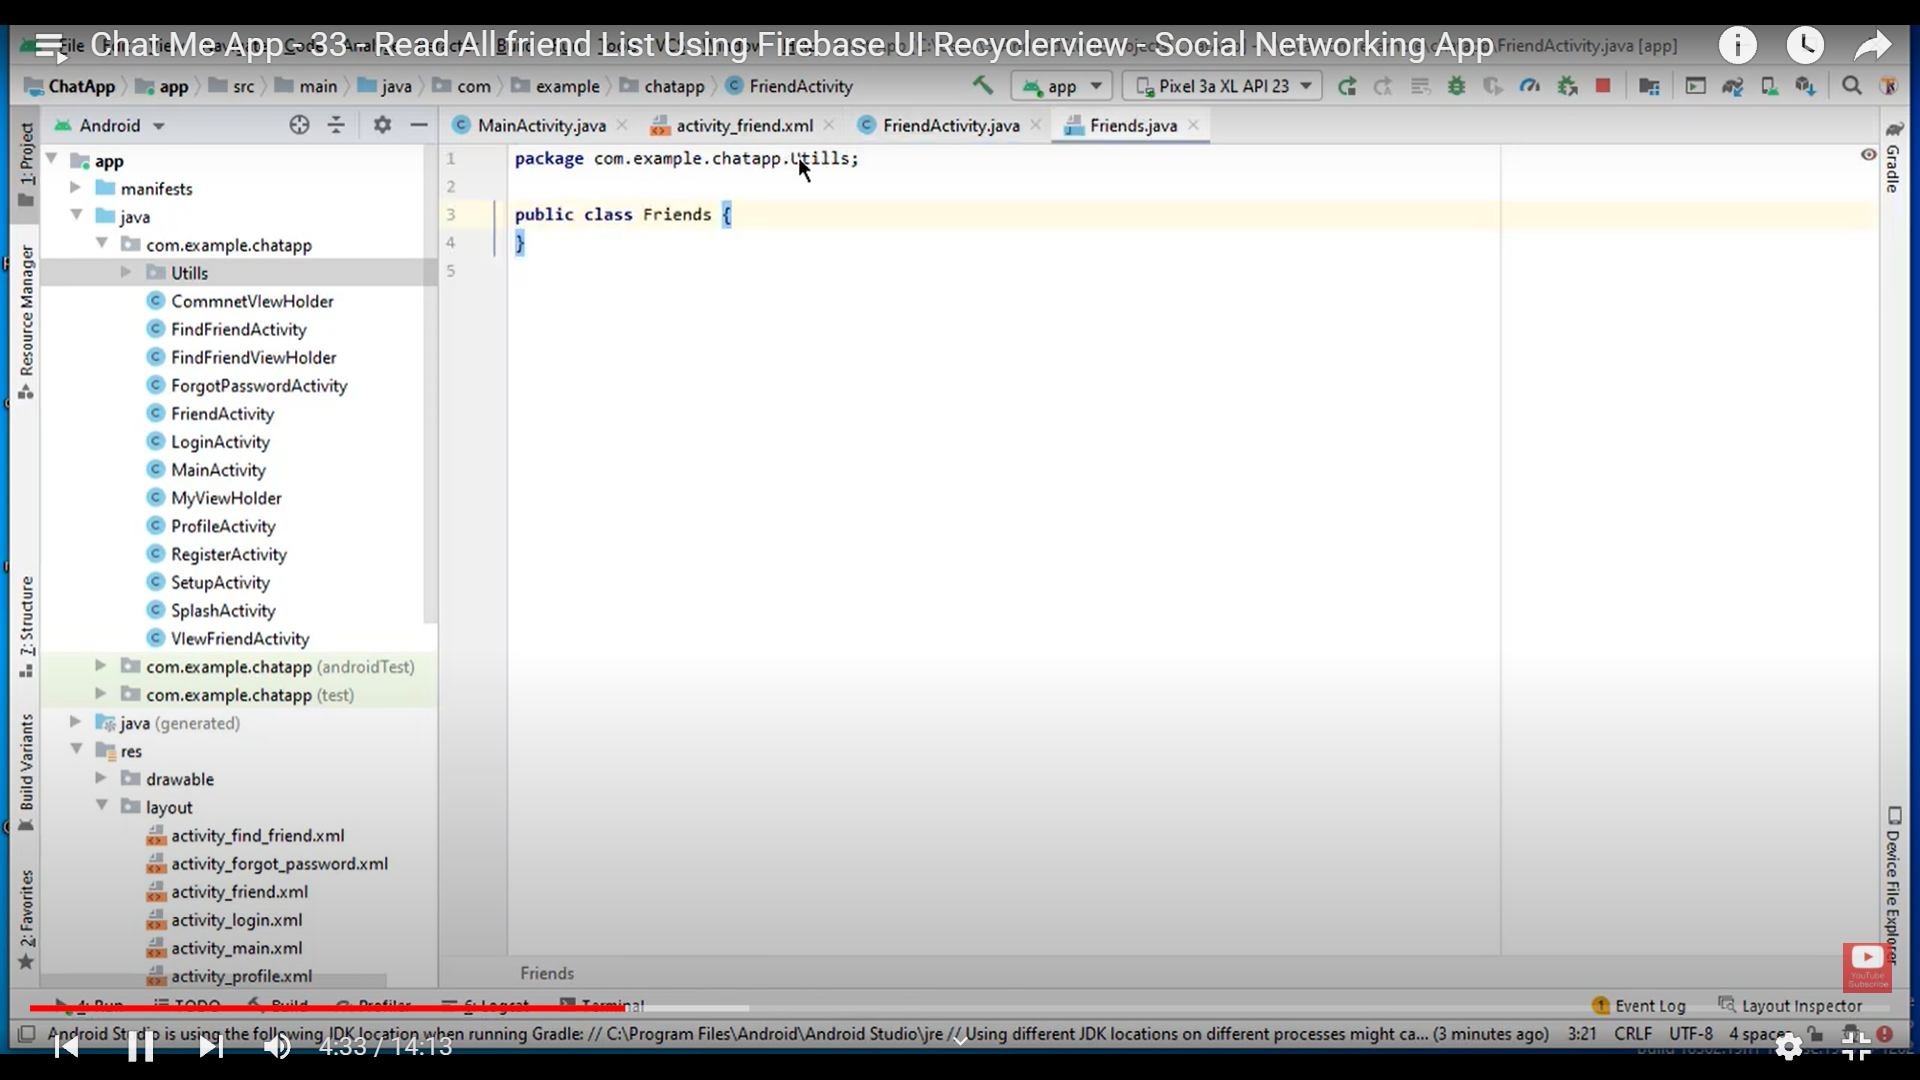 Chat Me App - 33 - Read All friend List Using Firebase UI Recyclerview - Social Networking App
File
\FriendActivity.java [app]
ChatApp
app
src
main
java
com
example
chatapp
FriendActivity
app
Pixel 3a XL API 23
Android
MainActivity.java
activity_friend.xml
FriendActivity.java
Friends.java
1: Project
Resource Manager
7: Structure
Build Variants
2: Favorites
app
manifests
java
com.example.chatapp
Utills
CommnetVIewHolder
FindFriendActivity
FindFriendViewHolder
ForgotPasswordActivity
FriendActivity
LoginActivity
MainActivity
MyViewHolder
ProfileActivity
RegisterActivity
SetupActivity
SplashActivity
VIewFriendActivity
com.example.chatapp (androidTest)
com.example.chatapp (test)
java (generated)
res
drawable
layout
activity_find_friend.xml
activity_forgot_password.xml
activity_friend.xml
activity_login.xml
activity_main.xml
activity_profile.xml
1 package com.example.chatapp.Utills;
2
3 public class Friends {
4 }
5
Gradle
Device File Explorer
Friends
YouTube
Subscribe
4: Run
TODO
Build
Profiler
6: Logcat
Terminal
1 Event Log
Layout Inspector
Android Studio is using the following JDK location when running Gradle: // C:\Program Files\Android\Android Studio\jre // Using different JDK locations on different processes might ca... (3 minutes ago)
3:21
CRLF
UTF-8
4 spaces
4:33 / 14:13